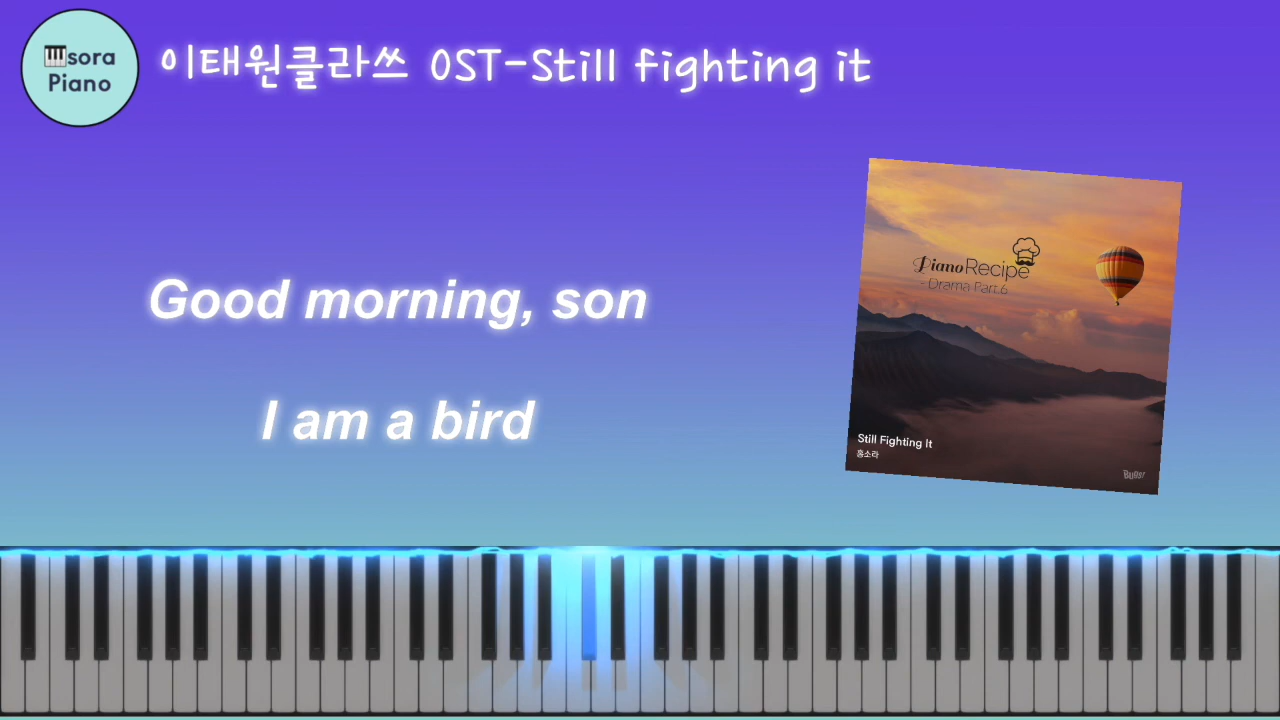 sora
Piano
이태원클라쓰 OST-Still fighting it
Good morning, son
I am a bird
Piano Recipe
- Drama Part.6
Still Fighting It
홍소라